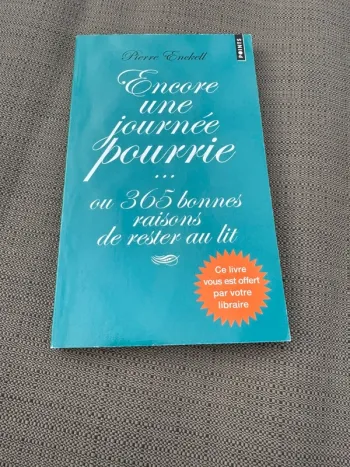 Pierre Enckell
POINTS
Encore
une
journée
pourrie
...
ou 365 bonnes
raisons
de rester au lit
Ce livre
vous est offert
par votre
libraire